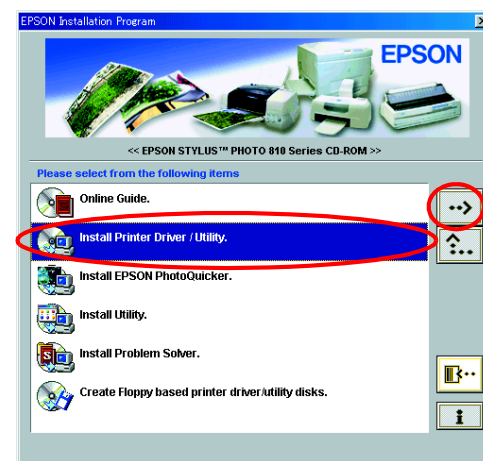 EPSON Installation Program
EPSON
<< EPSON STYLUS™ PHOTO 810 Series CD-ROM >>
Please select from the following items
Online Guide.
Install Printer Driver / Utility.
Install EPSON PhotoQuicker.
Install Utility.
Install Problem Solver.
Create Floppy based printer driver/utility disks.